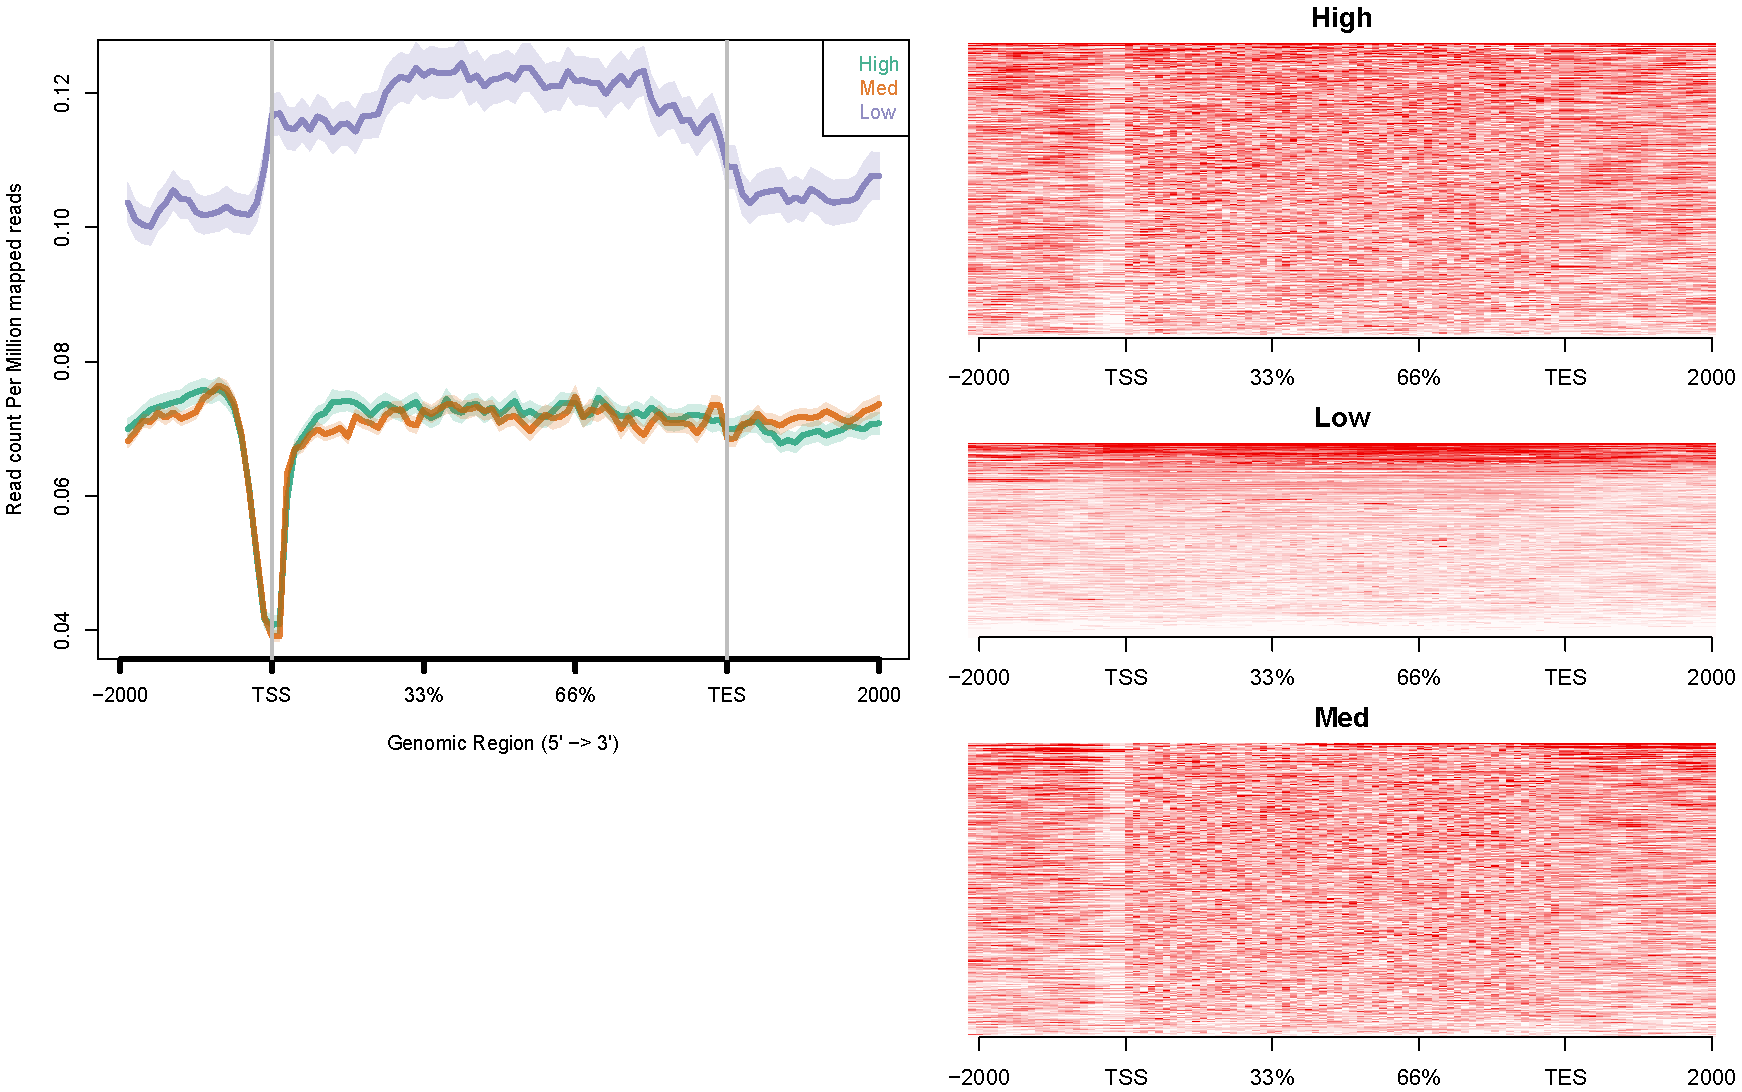 High
Med
Low
Read count Per Million mapped reads
0.12
0.10
0.08
0.06
0.04
−2000 TSS 33% 66% TES 2000
Genomic Region (5' −> 3')
High
−2000 TSS 33% 66% TES 2000
Low
−2000 TSS 33% 66% TES 2000
Med
−2000 TSS 33% 66% TES 2000